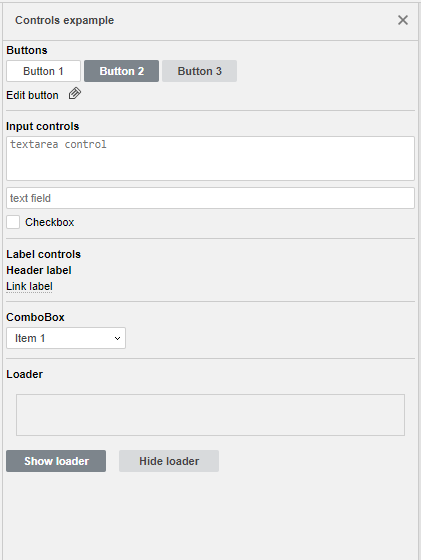 Controls expample
Buttons
Button 1 Button 2 Button 3
Edit button
Input controls
textarea control
text field
Checkbox
Label controls
Header label
Link label
ComboBox
Item 1
Loader
Show loader Hide loader